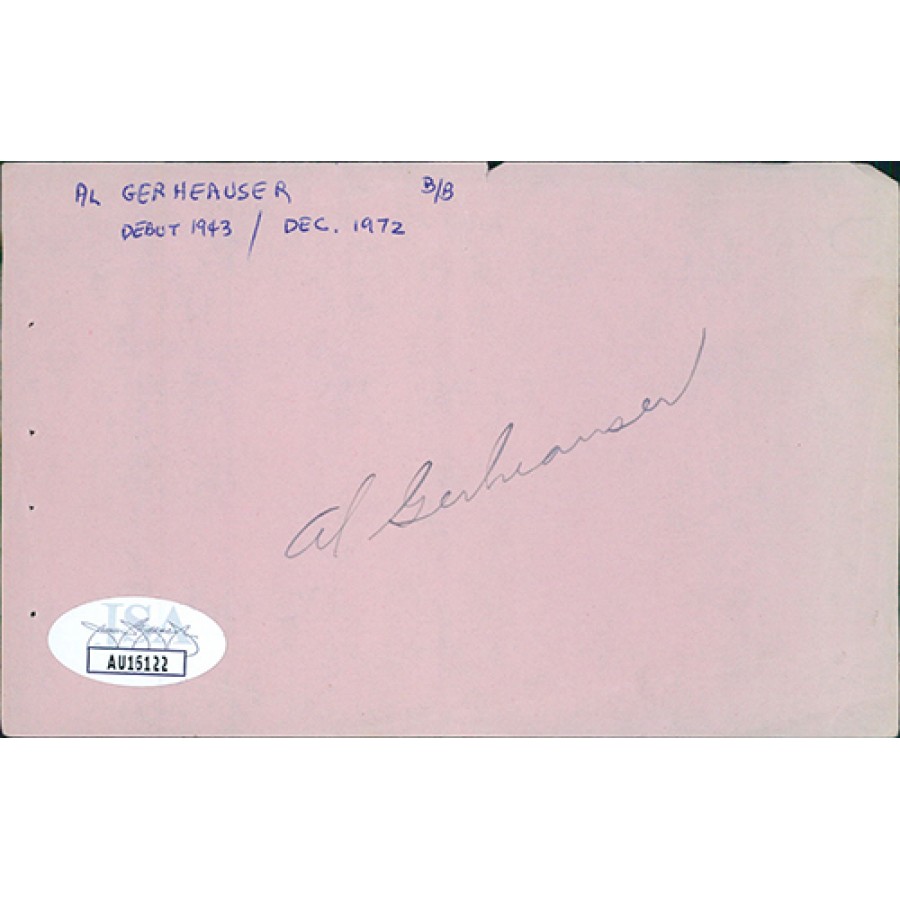 AL GERHEAUSER B/B
DEBUT 1943 / DEC. 1972
Al Gerheauser
JSA
AU15122